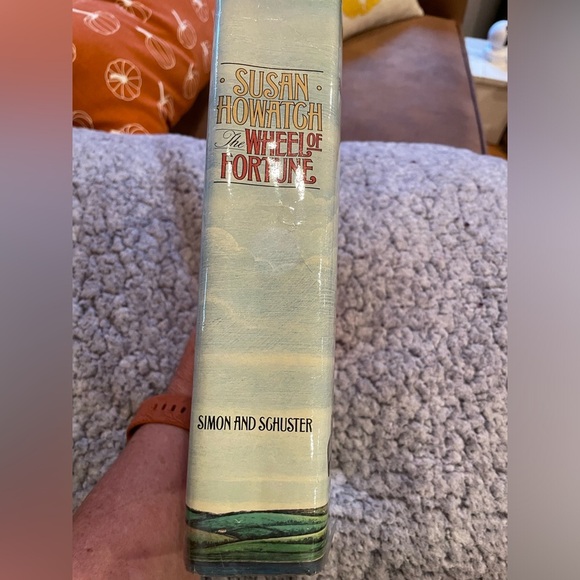 SUSAN
HOWATCH
The WHEEL OF
FORTUNE
SIMON AND SCHUSTER